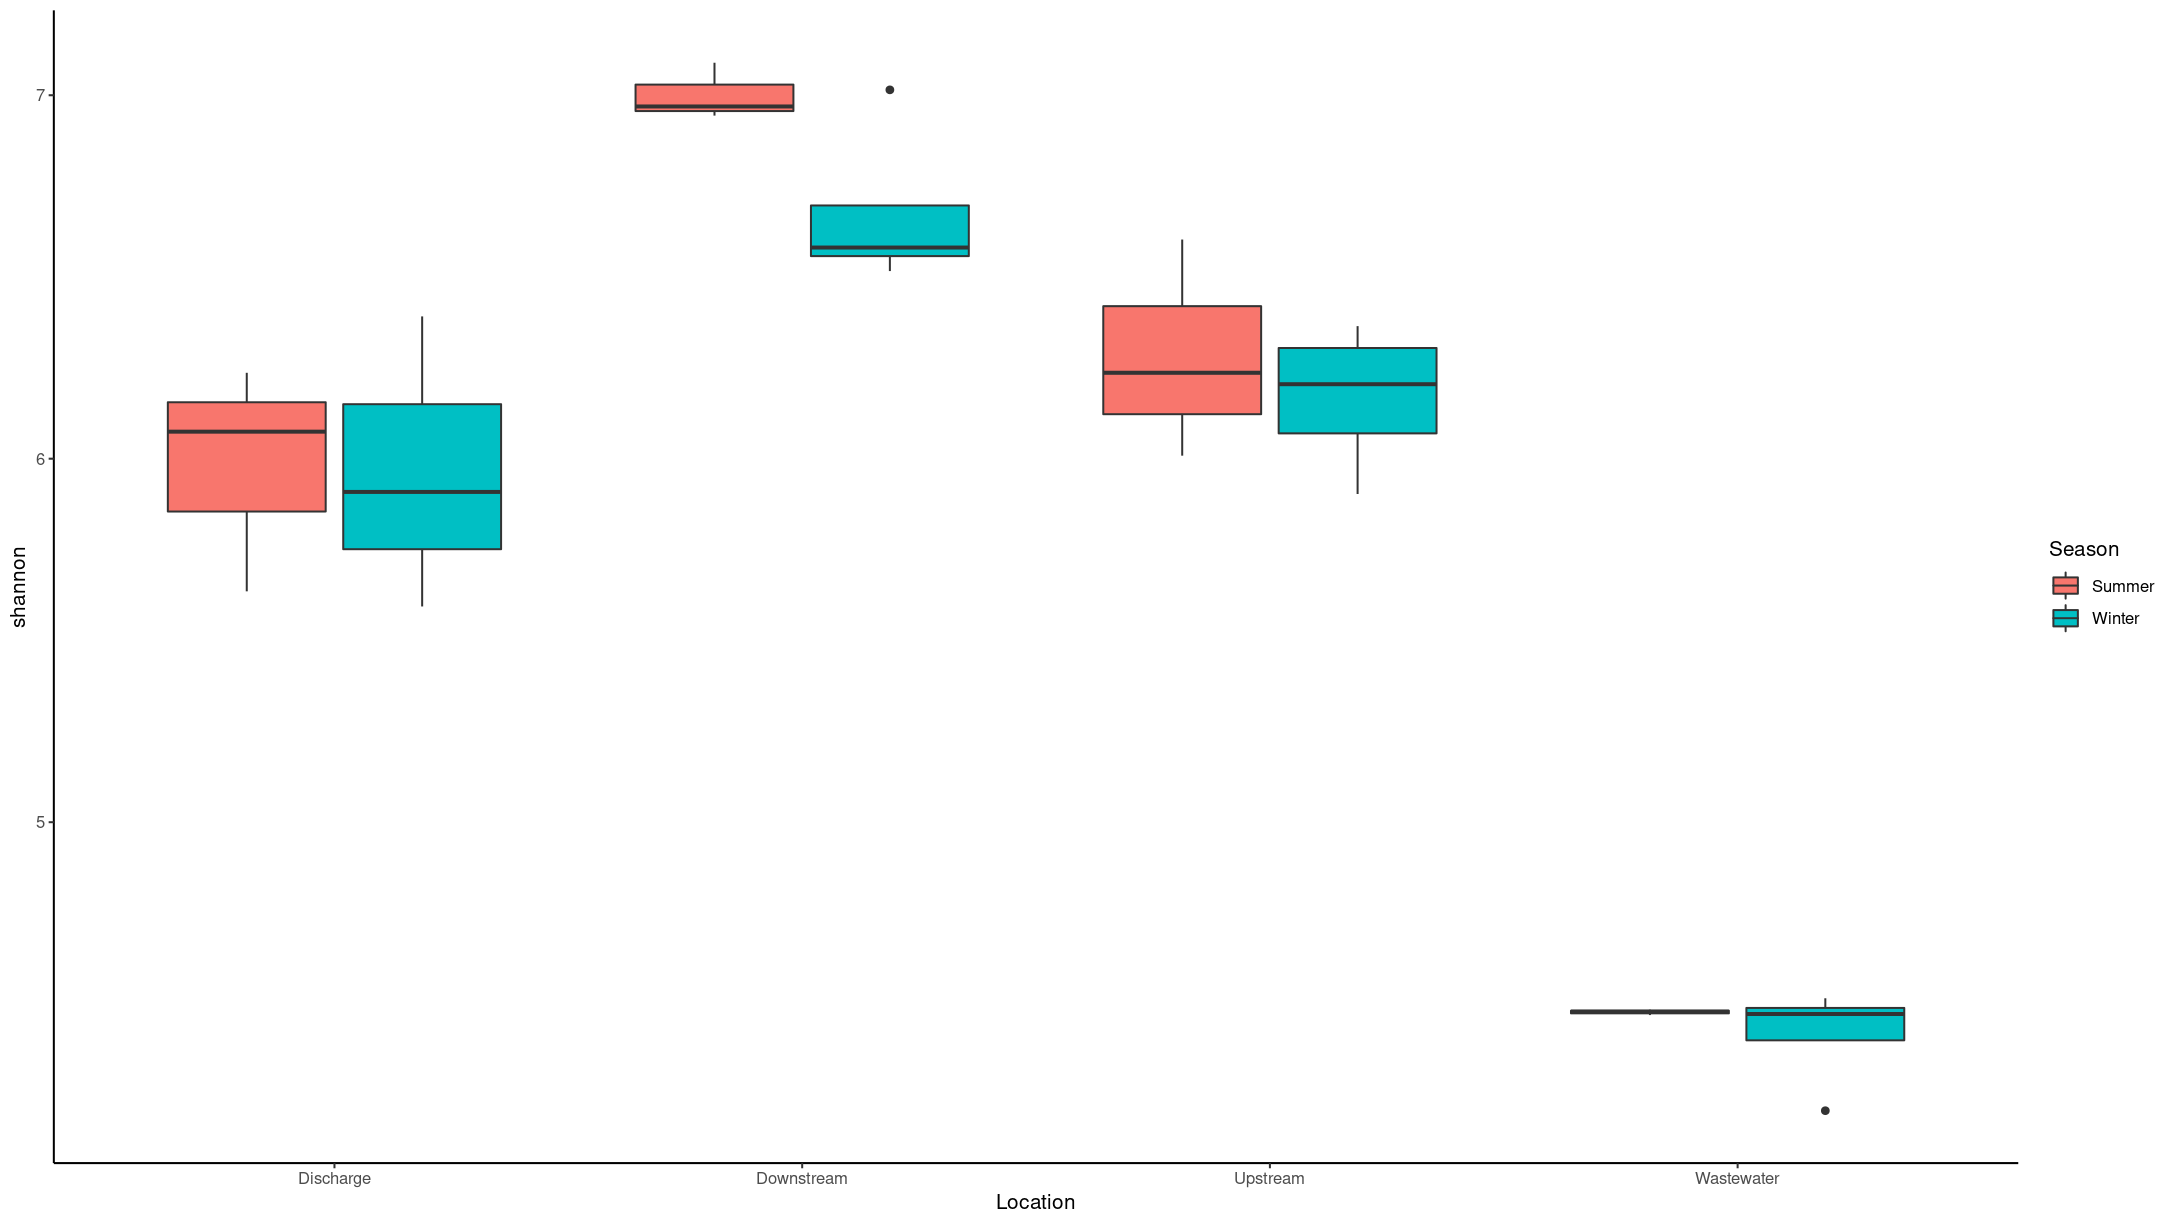 shannon
7
6
5
Discharge
Downstream
Upstream
Wastewater
Location
Season
Summer
Winter